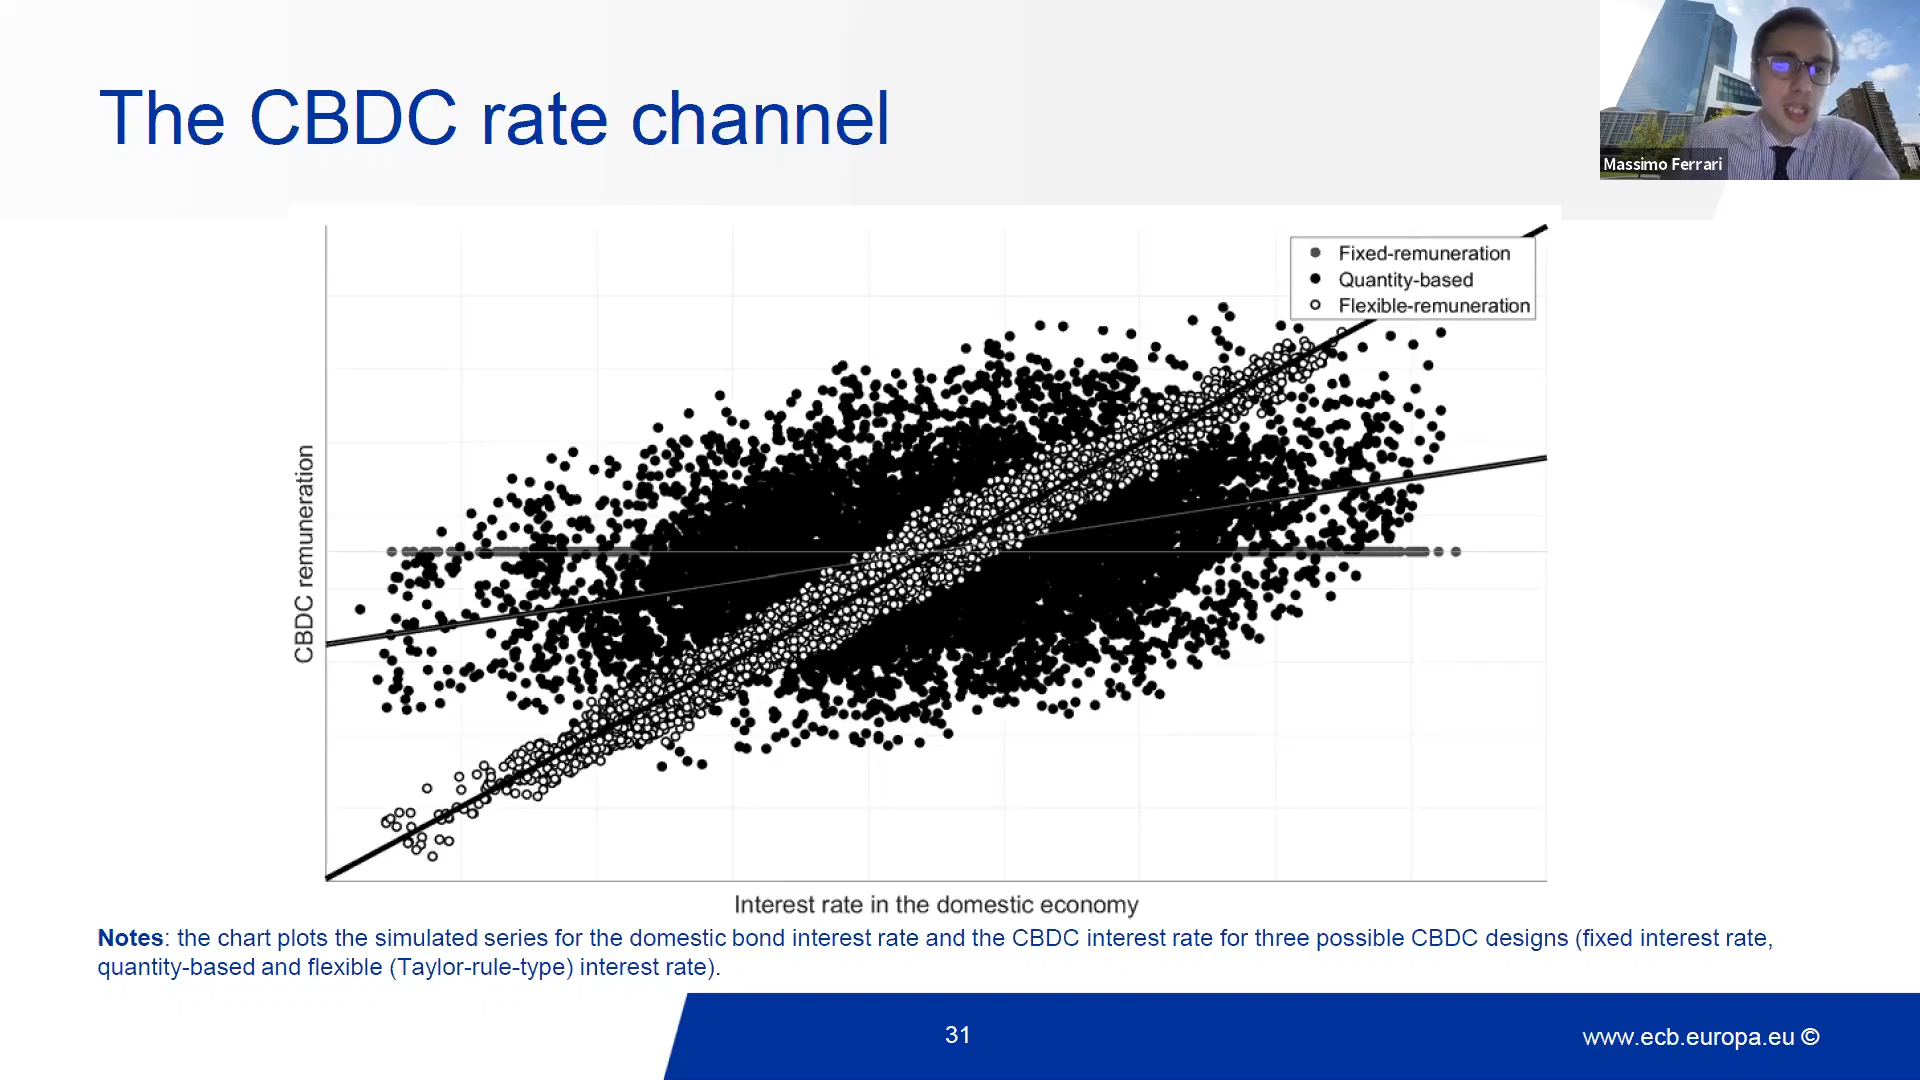 The CBDC rate channel
Massimo Ferrari
Fixed-remuneration
Quantity-based
Flexible-remuneration
CBDC remuneration
Interest rate in the domestic economy
Notes: the chart plots the simulated series for the domestic bond interest rate and the CBDC interest rate for three possible CBDC designs (fixed interest rate,
quantity-based and flexible (Taylor-rule-type) interest rate).
31
www.ecb.europa.eu ©